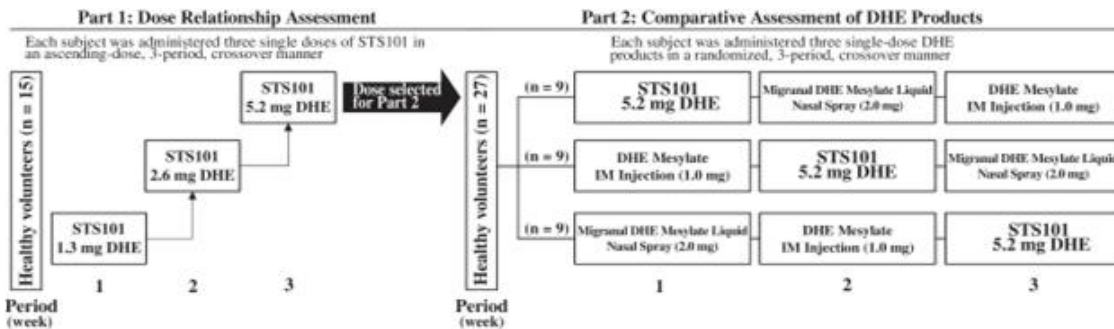 Part 1: Dose Relationship Assessment
Each subject was administered three single doses of STS101 in
an ascending-dose, 3-period, crossover manner
Healthy volunteers (n = 15)
STS101
1.3 mg DHE
STS101
2.6 mg DHE
STS101
5.2 mg DHE
Dose selected
for Part 2
1
2
3
Period
(week)
Part 2: Comparative Assessment of DHE Products
Each subject was administered three single-dose DHE
products in a randomized, 3-period, crossover manner
Healthy volunteers (n = 27)
(n = 9)
STS101
5.2 mg DHE
Migranal DHE Mesylate Liquid
Nasal Spray (2.0 mg)
DHE Mesylate
IM Injection (1.0 mg)
(n = 9)
DHE Mesylate
IM Injection (1.0 mg)
STS101
5.2 mg DHE
Migranal DHE Mesylate Liquid
Nasal Spray (2.0 mg)
(n = 9)
Migranal DHE Mesylate Liquid
Nasal Spray (2.0 mg)
DHE Mesylate
IM Injection (1.0 mg)
STS101
5.2 mg DHE
1
2
3
Period
(week)